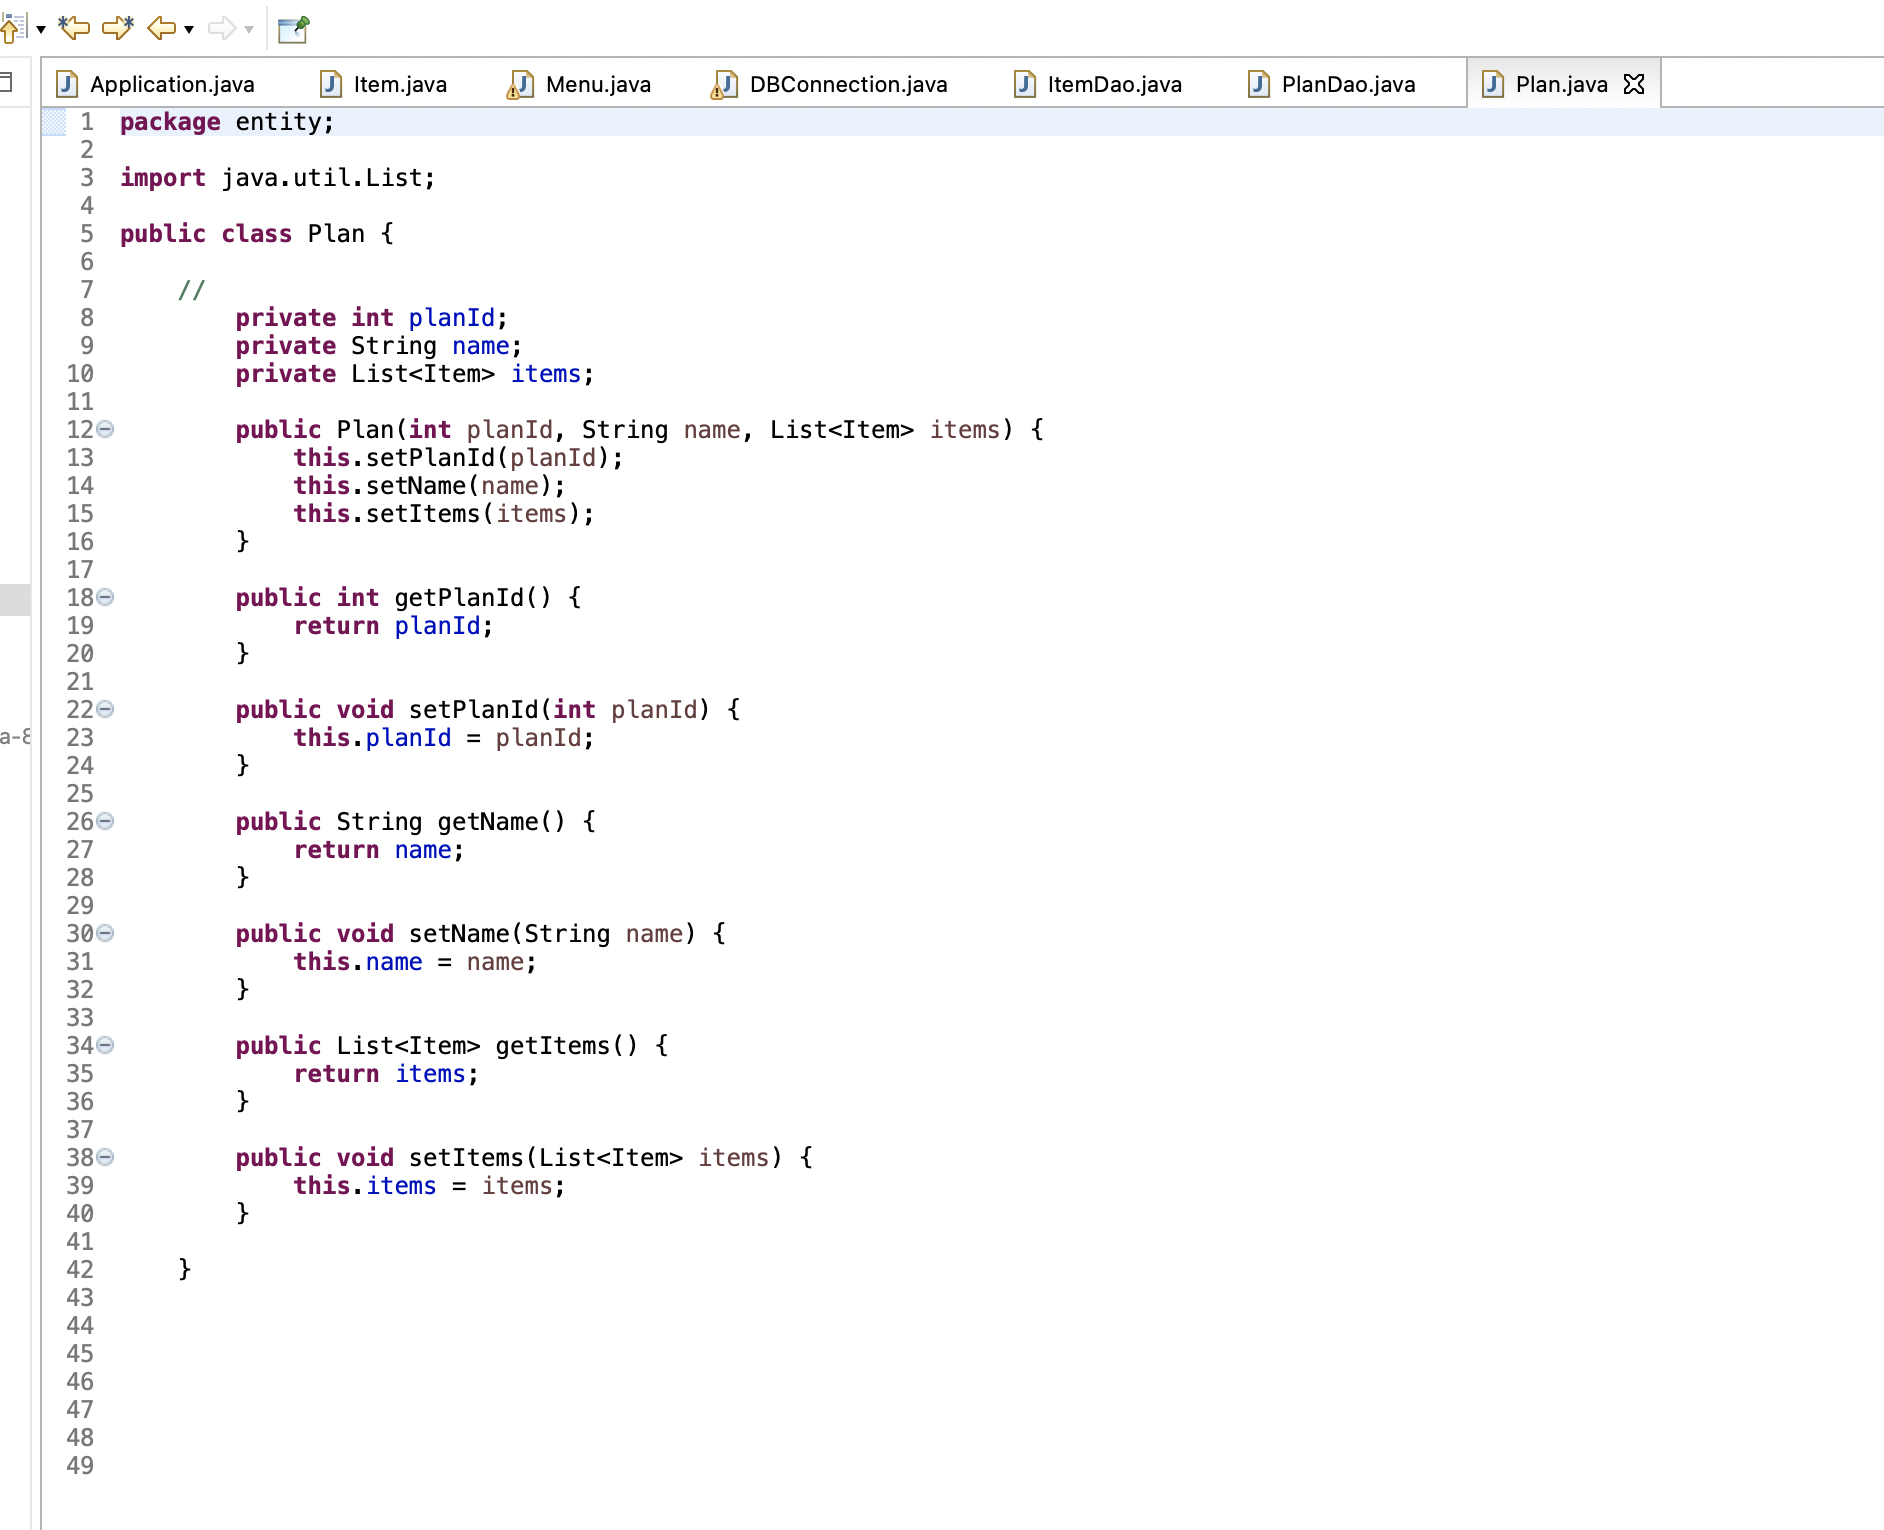 Application.java Item.java Menu.java DBConnection.java ItemDao.java PlanDao.java Plan.java
1 package entity;
2
3 import java.util.List;
4
5 public class Plan {
6
7 //
8 private int planId;
9 private String name;
10 private List<Item> items;
11
12 public Plan(int planId, String name, List<Item> items) {
13 this.setPlanId(planId);
14 this.setName(name);
15 this.setItems(items);
16 }
17
18 public int getPlanId() {
19 return planId;
20 }
21
22 public void setPlanId(int planId) {
23 this.planId = planId;
24 }
25
26 public String getName() {
27 return name;
28 }
29
30 public void setName(String name) {
31 this.name = name;
32 }
33
34 public List<Item> getItems() {
35 return items;
36 }
37
38 public void setItems(List<Item> items) {
39 this.items = items;
40 }
41
42 }
43
44
45
46
47
48
49